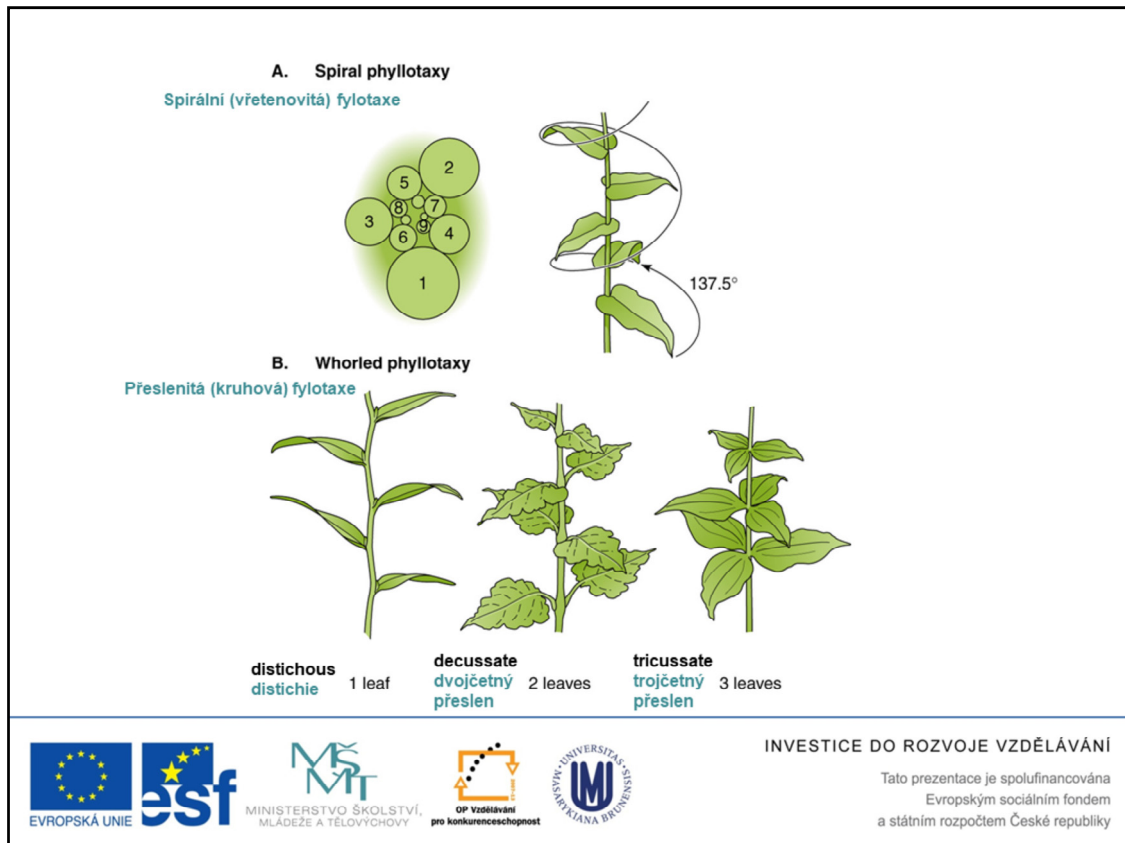 A. Spiral phyllotaxy
Spirální (vřetenovitá) fylotaxe
2
5
8
7
3
9
4
6
1
137.5°
B. Whorled phyllotaxy
Přeslenitá (kruhová) fylotaxe
distichous
distichie
1 leaf
decussate
dvojčetný
přeslen
2 leaves
tricussate
trojčetný
přeslen
3 leaves
EVROPSKÁ UNIE
esf
MŠMT
MINISTERSTVO ŠKOLSTVÍ,
MLÁDEŽE A TĚLOVÝCHOVY
OP Vzdělávání
pro konkurenceschopnost
UNIVERSITAS MASARYKIANA BRUNENSIS
INVESTICE DO ROZVOJE VZDĚLÁVÁNÍ
Tato prezentace je spolufinancována
Evropským sociálním fondem
a státním rozpočtem České republiky